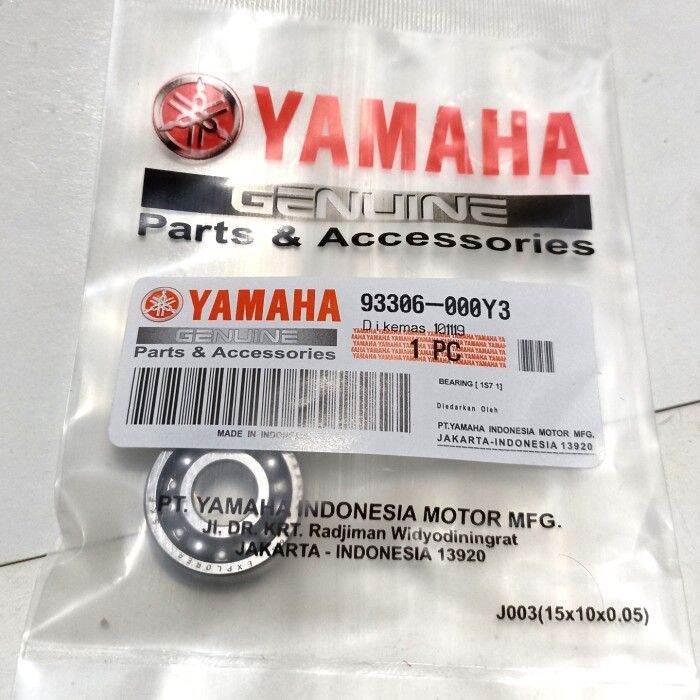 YAMAHA
GENUINE
Parts & Accessories
YAMAHA
GENUINE
Parts & Accessories
MADE IN INDONESIA
93306-000Y3
Dikemas 101119
1 PC
BEARING [ 1S7 1]
Diedarkan Oleh
PT.YAMAHA INDONESIA MOTOR MFG.
JAKARTA-INDONESIA 13920
PT. YAMAHA INDONESIA MOTOR MFG.
Jl. DR. KRT. Radjiman Widyodiningrat
JAKARTA - INDONESIA 13920
J003(15x10x0.05)